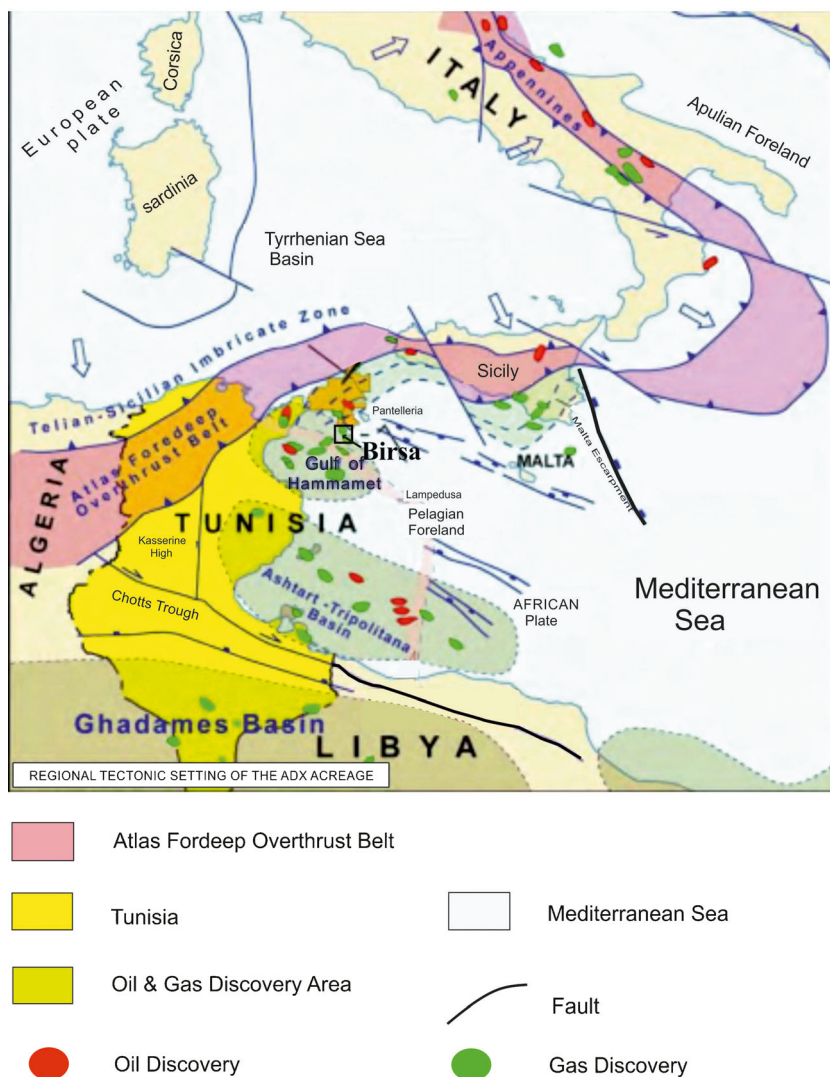 Corsica
European
plate
sardinia
ITALY
Appennines
Apulian Foreland
Tyrrhenian Sea
Basin
Telian-Sicilian Imbricate Zone
Sicily
Pantelleria
Birsa
Gulf of
Hammamet
MALTA
Malta Escarpment
Atlas Foredeep
Overthrust Belt
ALGERIA
TUNISIA
Lampedusa
Pelagian
Foreland
Kasserine
High
Chotts Trough
Ashtart -Tripolitana
Basin
AFRICAN
Plate
Mediterranean
Sea
Ghadames Basin
LIBYA
REGIONAL TECTONIC SETTING OF THE ADX ACREAGE
Atlas Fordeep Overthrust Belt
Tunisia
Mediterranean Sea
Oil & Gas Discovery Area
Fault
Oil Discovery
Gas Discovery